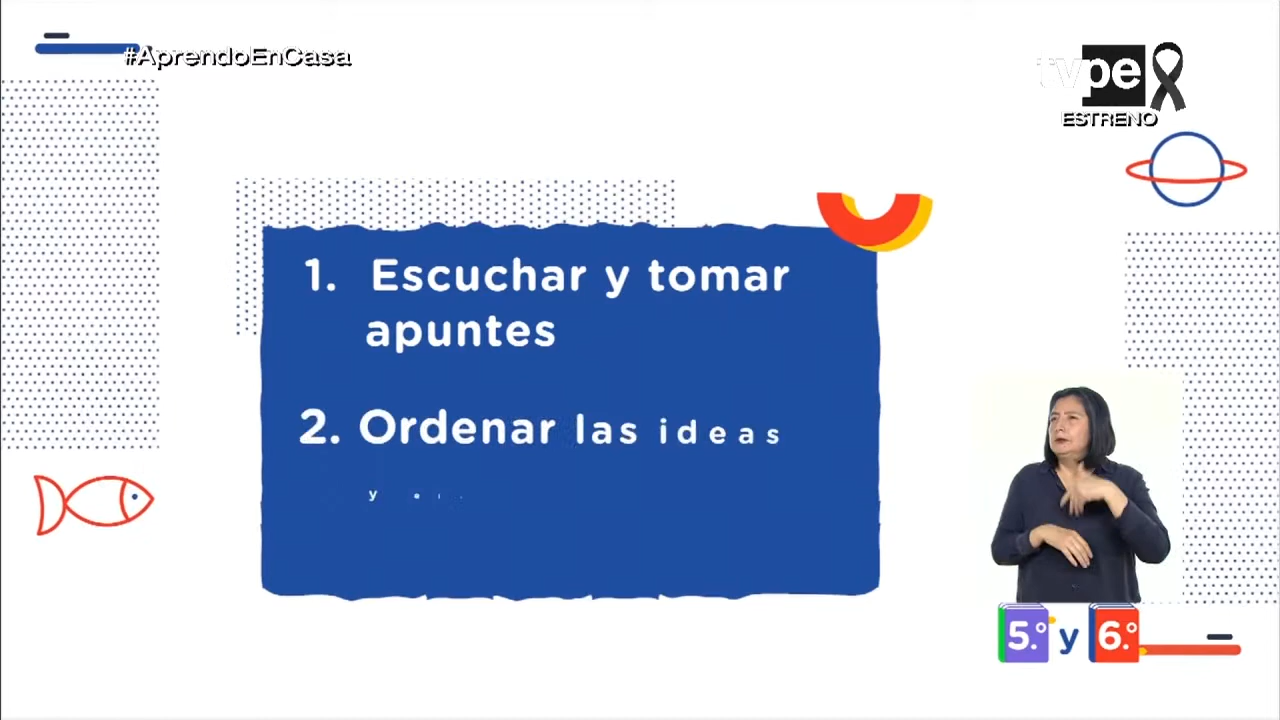 #AprendoEnCasa
tvpe
ESTRENO
1. Escuchar y tomar
apuntes
2. Ordenar las ideas
y
5.° y 6.°